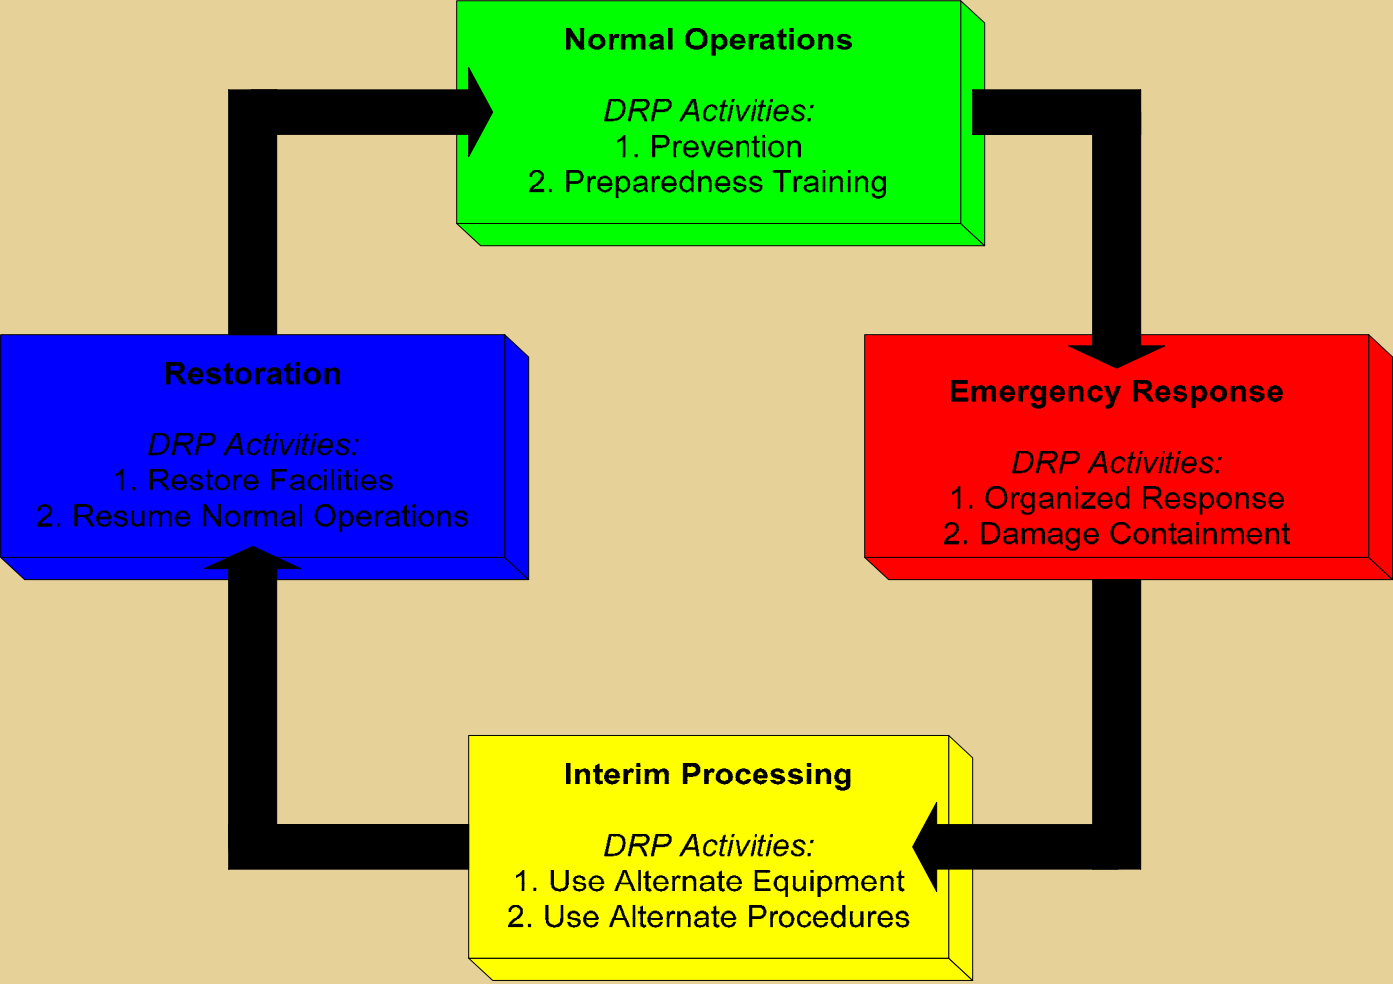 Normal Operations
DRP Activities:
1. Prevention
2. Preparedness Training
Restoration
DRP Activities:
1. Restore Facilities
2. Resume Normal Operations
Emergency Response
DRP Activities:
1. Organized Response
2. Damage Containment
Interim Processing
DRP Activities:
1. Use Alternate Equipment
2. Use Alternate Procedures